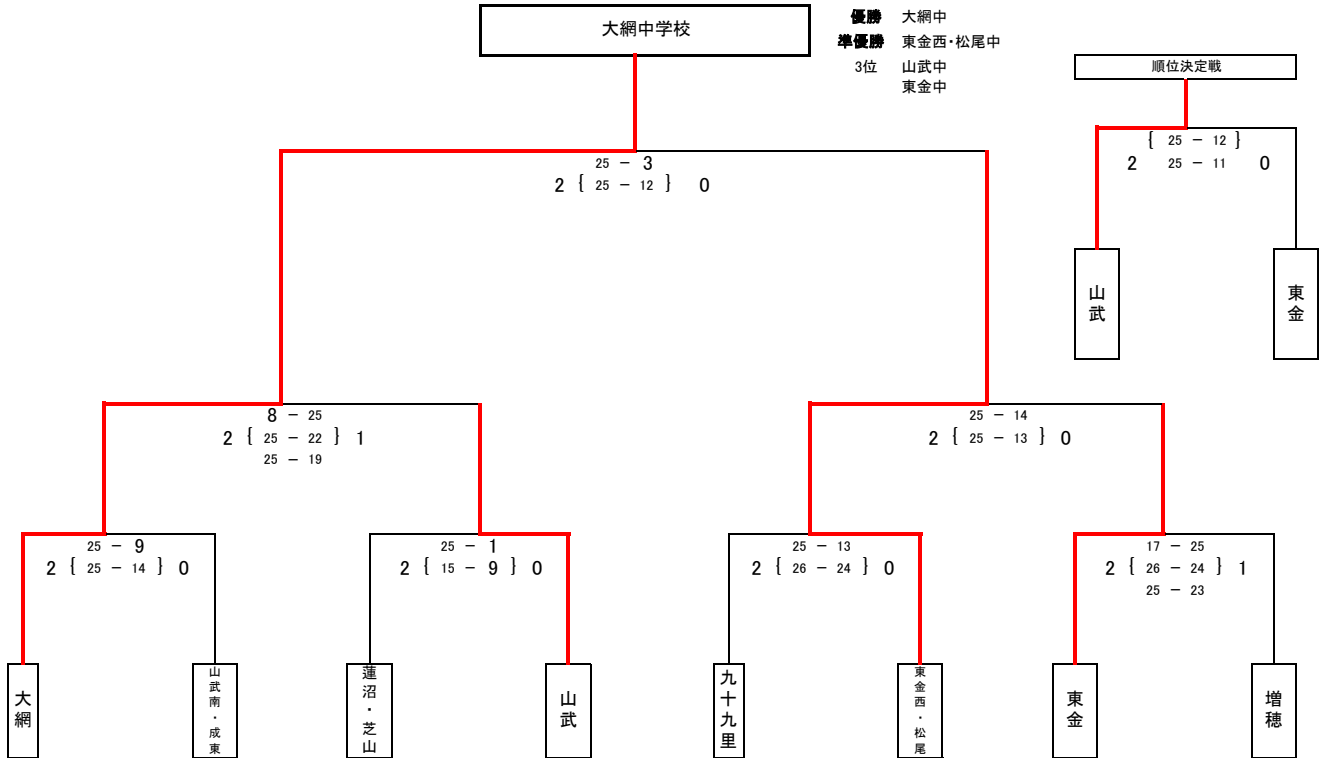 大網中学校
優勝 大網中
準優勝 東金西・松尾中
3位 山武中
東金中
順位決定戦
{ 25 － 12 }
2 25 － 11 0
山武
東金
25 － 3
2 { 25 － 12 } 0
8 － 25
2 { 25 － 22 } 1
25 － 19
25 － 14
2 { 25 － 13 } 0
25 － 9
2 { 25 － 14 } 0
25 － 1
2 { 15 － 9 } 0
25 － 13
2 { 26 － 24 } 0
17 － 25
2 { 26 － 24 } 1
25 － 23
大網
山武南・成東
蓮沼・芝山
山武
九十九里
東金西・松尾
東金
増穂